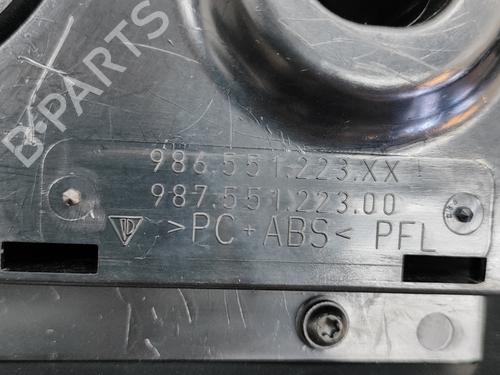 B-PARTS
986.551.223.XX
987.551.223.00
>PC+ABS< PFL